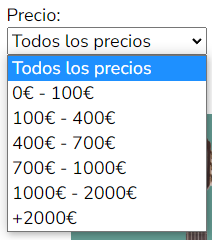 Precio:
Todos los precios
Todos los precios
0€ - 100€
100€ - 400€
400€ - 700€
700€ - 1000€
1000€ - 2000€
+2000€